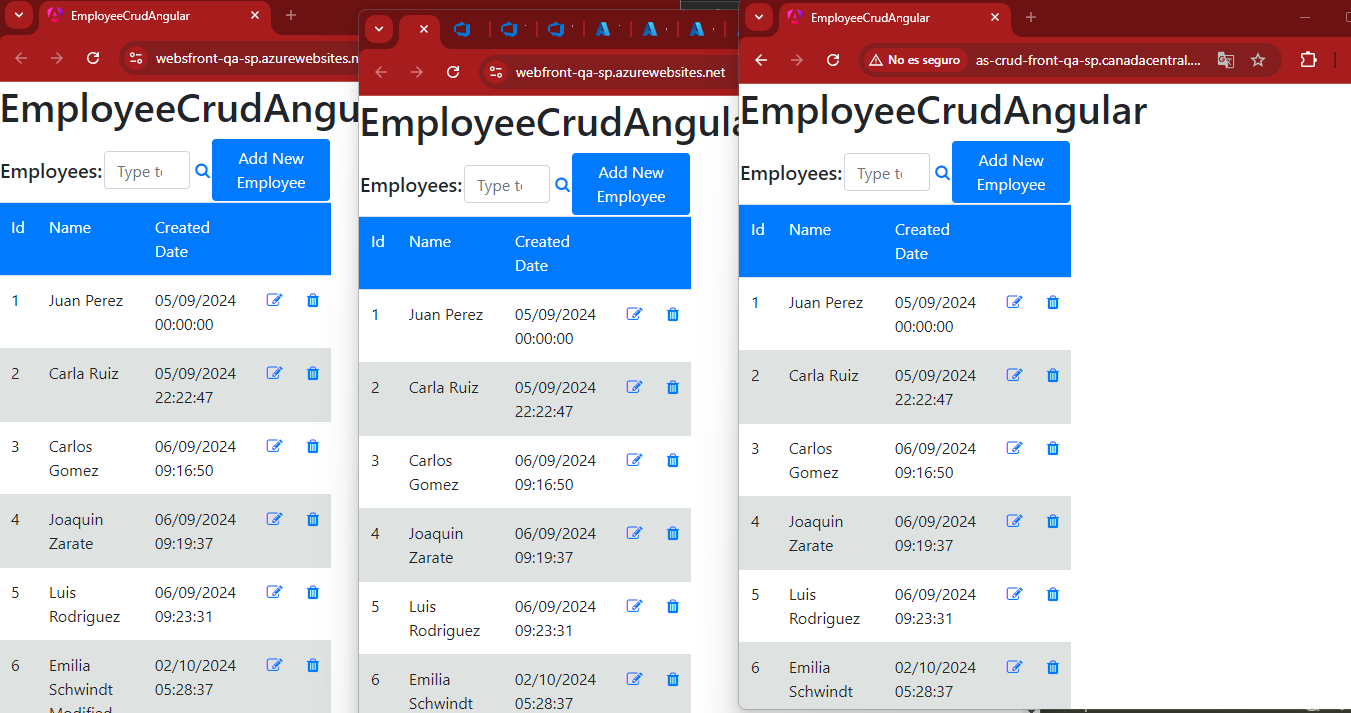 EmployeeCrudAngular
websfront-qa-sp.azurewebsites.n
EmployeeCrudAngu
Employees:
Type to
Add New
Employee
Id Name Created
Date
1 Juan Perez 05/09/2024
00:00:00
2 Carla Ruiz 05/09/2024
22:22:47
3 Carlos 06/09/2024
Gomez 09:16:50
4 Joaquin 06/09/2024
Zarate 09:19:37
5 Luis 06/09/2024
Rodriguez 09:23:31
6 Emilia 02/10/2024
Schwindt 05:28:37
Modified
webfront-qa-sp.azurewebsites.net
EmployeeCrudAngula
Employees:
Type to
Add New
Employee
Id Name Created
Date
1 Juan Perez 05/09/2024
00:00:00
2 Carla Ruiz 05/09/2024
22:22:47
3 Carlos 06/09/2024
Gomez 09:16:50
4 Joaquin 06/09/2024
Zarate 09:19:37
5 Luis 06/09/2024
Rodriguez 09:23:31
6 Emilia 02/10/2024
Schwindt 05:28:37
EmployeeCrudAngular
No es seguro as-crud-front-qa-sp.canadacentral....
EmployeeCrudAngular
Employees:
Type to
Add New
Employee
Id Name Created
Date
1 Juan Perez 05/09/2024
00:00:00
2 Carla Ruiz 05/09/2024
22:22:47
3 Carlos 06/09/2024
Gomez 09:16:50
4 Joaquin 06/09/2024
Zarate 09:19:37
5 Luis 06/09/2024
Rodriguez 09:23:31
6 Emilia 02/10/2024
Schwindt 05:28:37